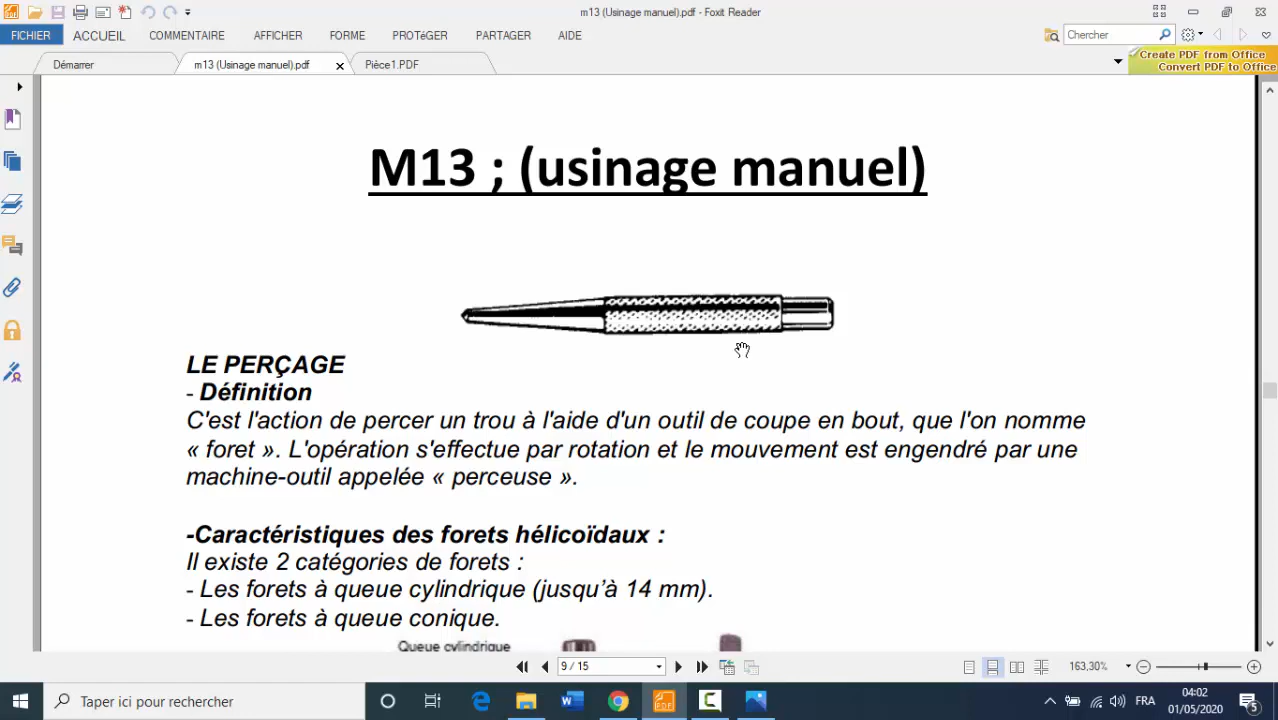 m13 (Usinage manuel).pdf - Foxit Reader
FICHIER ACCUEIL COMMENTAIRE AFFICHER FORME PROTéGER PARTAGER AIDE
Chercher
Démarrer m13 (Usinage manuel).pdf Pièce1.PDF
Create PDF from Office
Convert PDF to Office
M13 ; (usinage manuel)
LE PERÇAGE
- Définition
C'est l'action de percer un trou à l'aide d'un outil de coupe en bout, que l'on nomme
« foret ». L'opération s'effectue par rotation et le mouvement est engendré par une
machine-outil appelée « perceuse ».
-Caractéristiques des forets hélicoïdaux :
Il existe 2 catégories de forets :
- Les forets à queue cylindrique (jusqu'à 14 mm).
- Les forets à queue conique.
Queue cylindrique
9 / 15
163,30%
Taper ici pour rechercher
FRA
04:02
01/05/2020
5